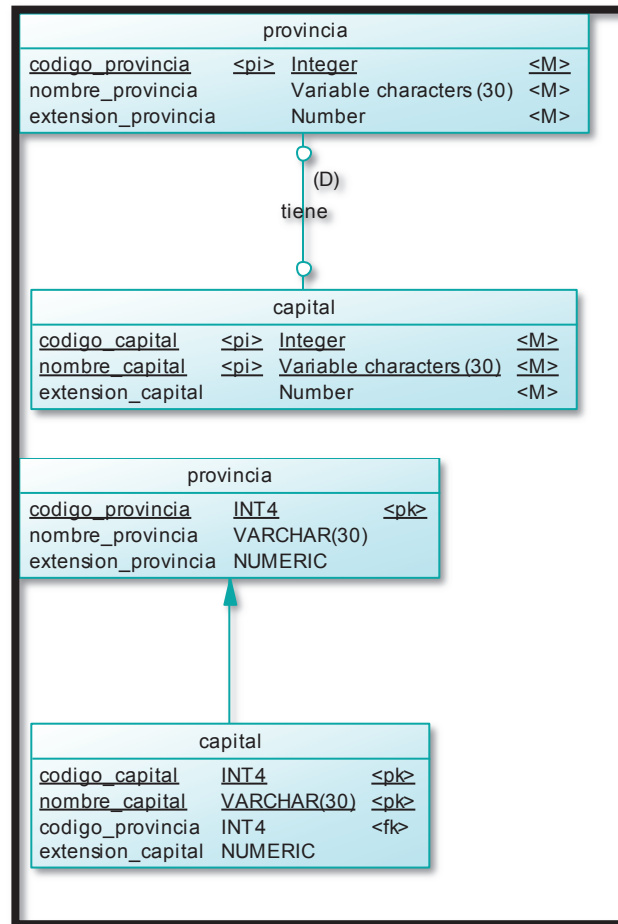 provincia
codigo_provincia <pi> Integer <M>
nombre_provincia Variable characters (30) <M>
extension_provincia Number <M>
(D)
tiene
capital
codigo_capital <pi> Integer <M>
nombre_capital <pi> Variable characters (30) <M>
extension_capital Number <M>
provincia
codigo_provincia INT4 <pk>
nombre_provincia VARCHAR(30)
extension_provincia NUMERIC
capital
codigo_capital INT4 <pk>
nombre_capital VARCHAR(30) <pk>
codigo_provincia INT4 <fk>
extension_capital NUMERIC